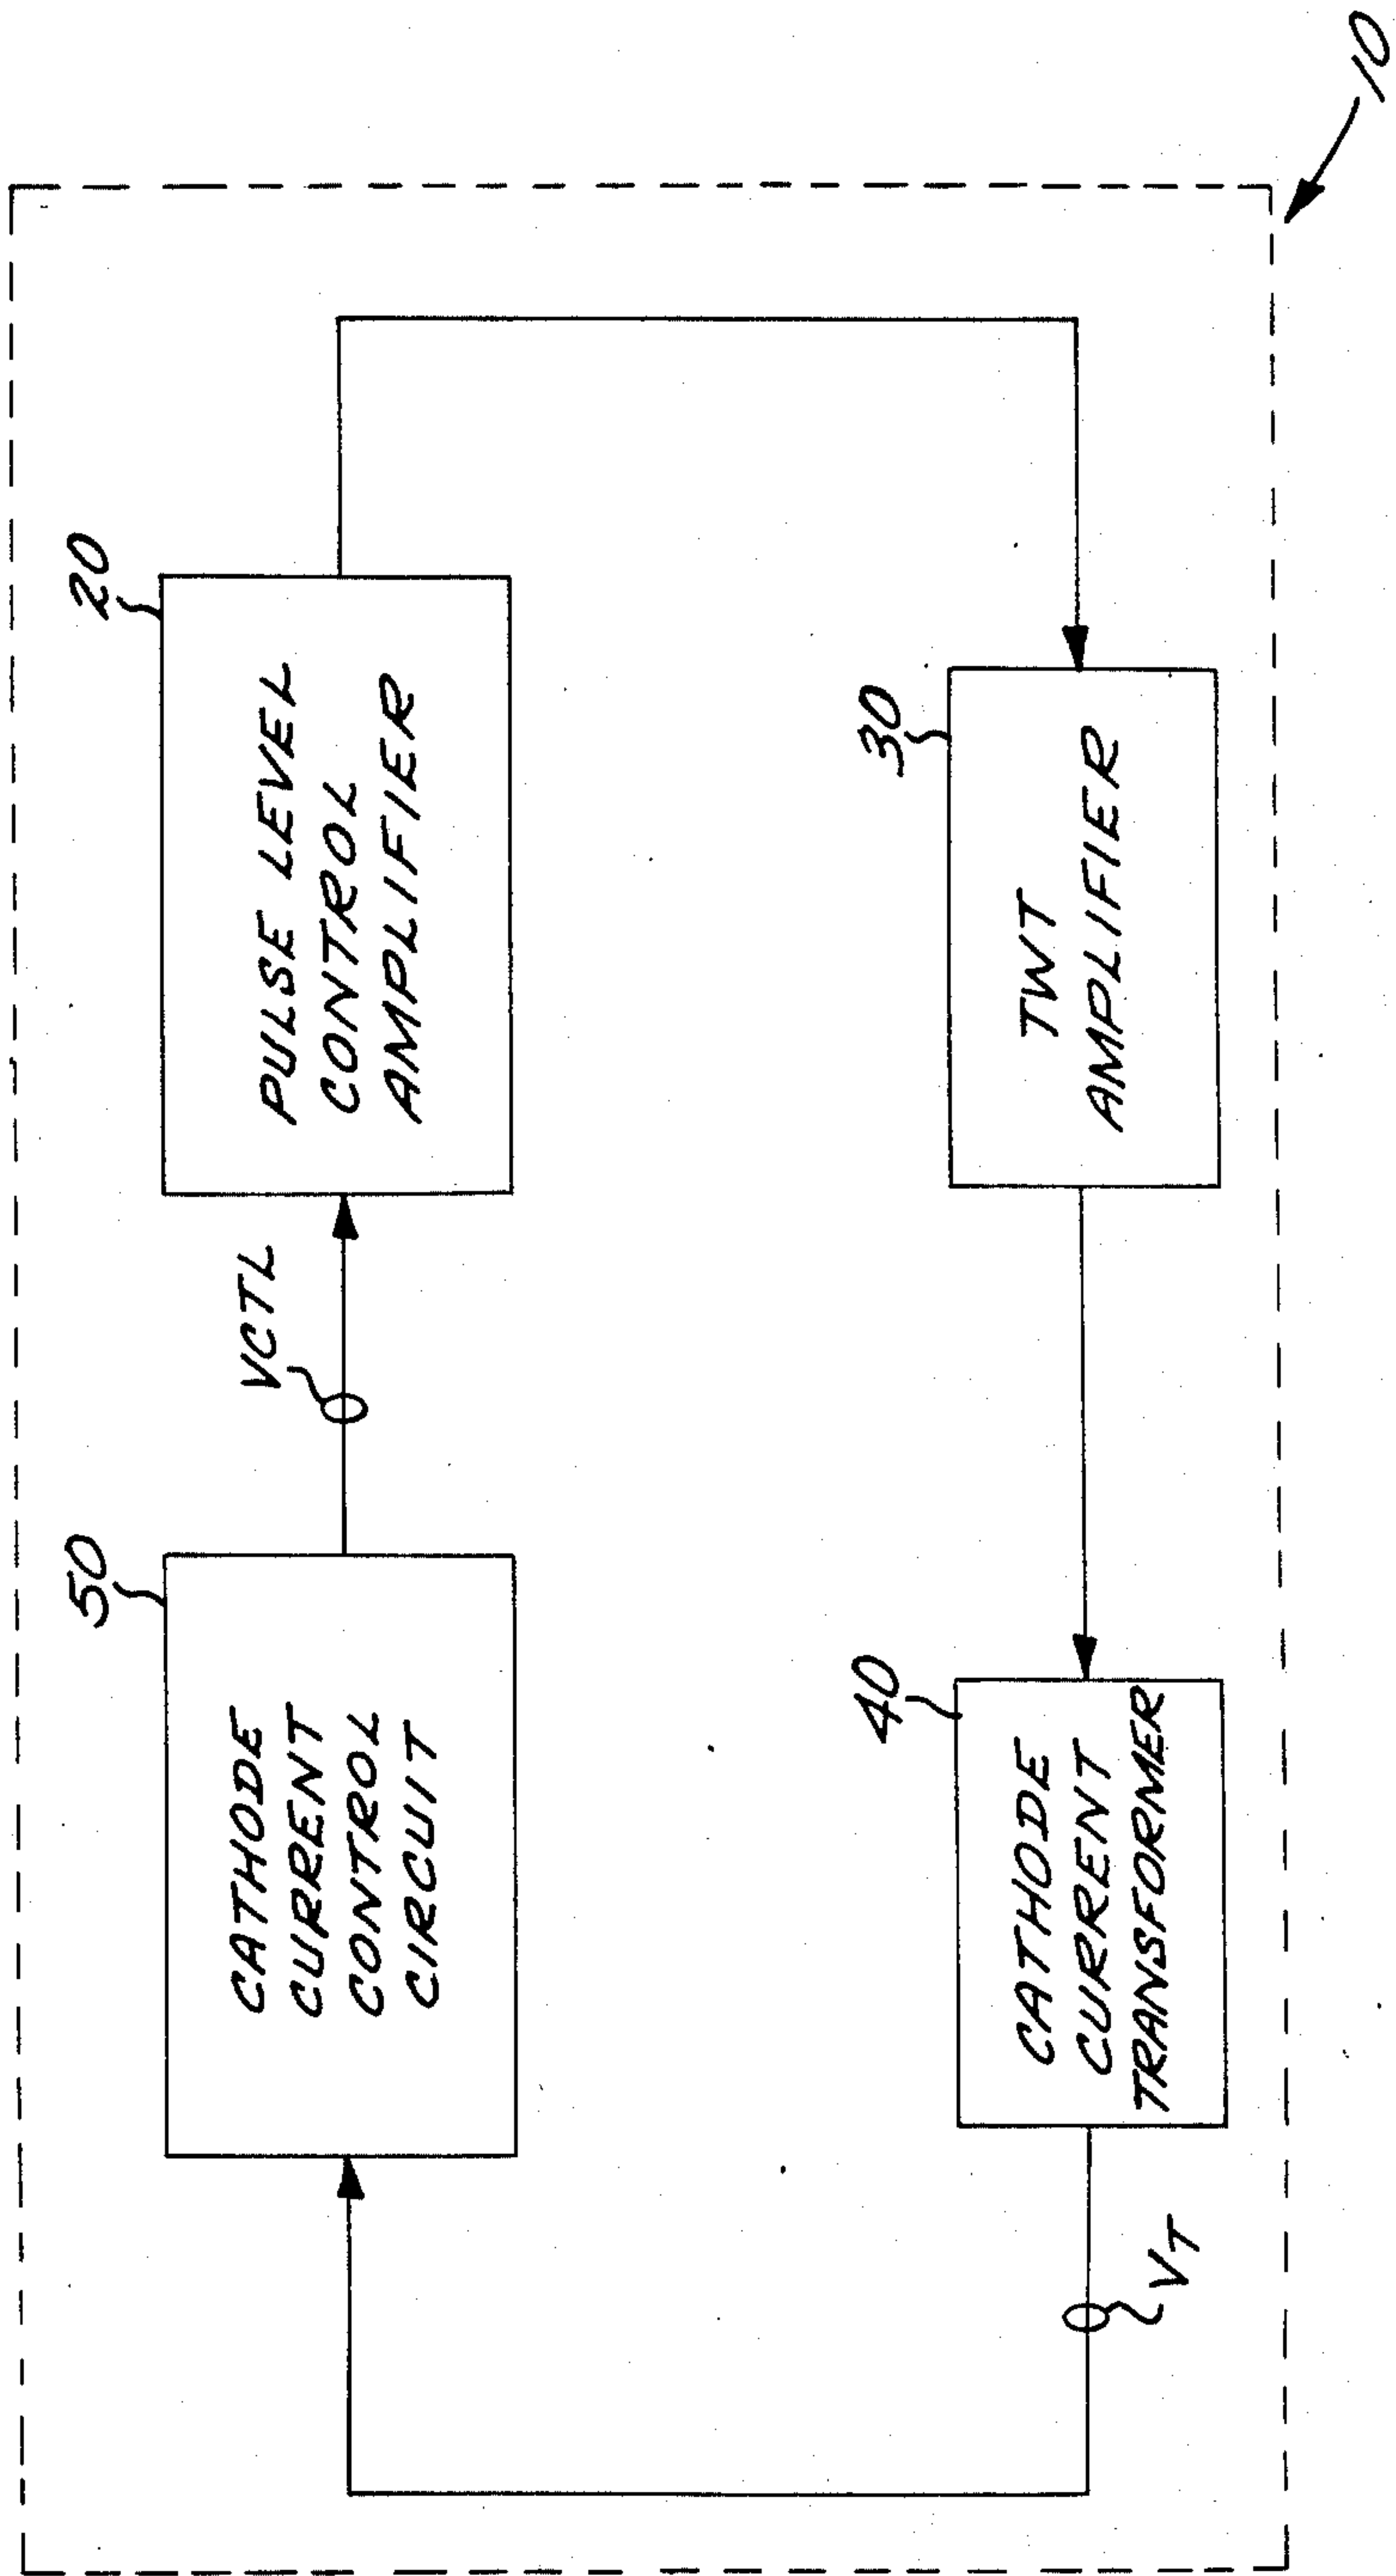 50
CATHODE
CURRENT
CONTROL
CIRCUIT
VCTL
20
PULSE LEVEL
CONTROL
AMPLIFIER
40
CATHODE
CURRENT
TRANSFORMER
VT
30
TWT
AMPLIFIER
10